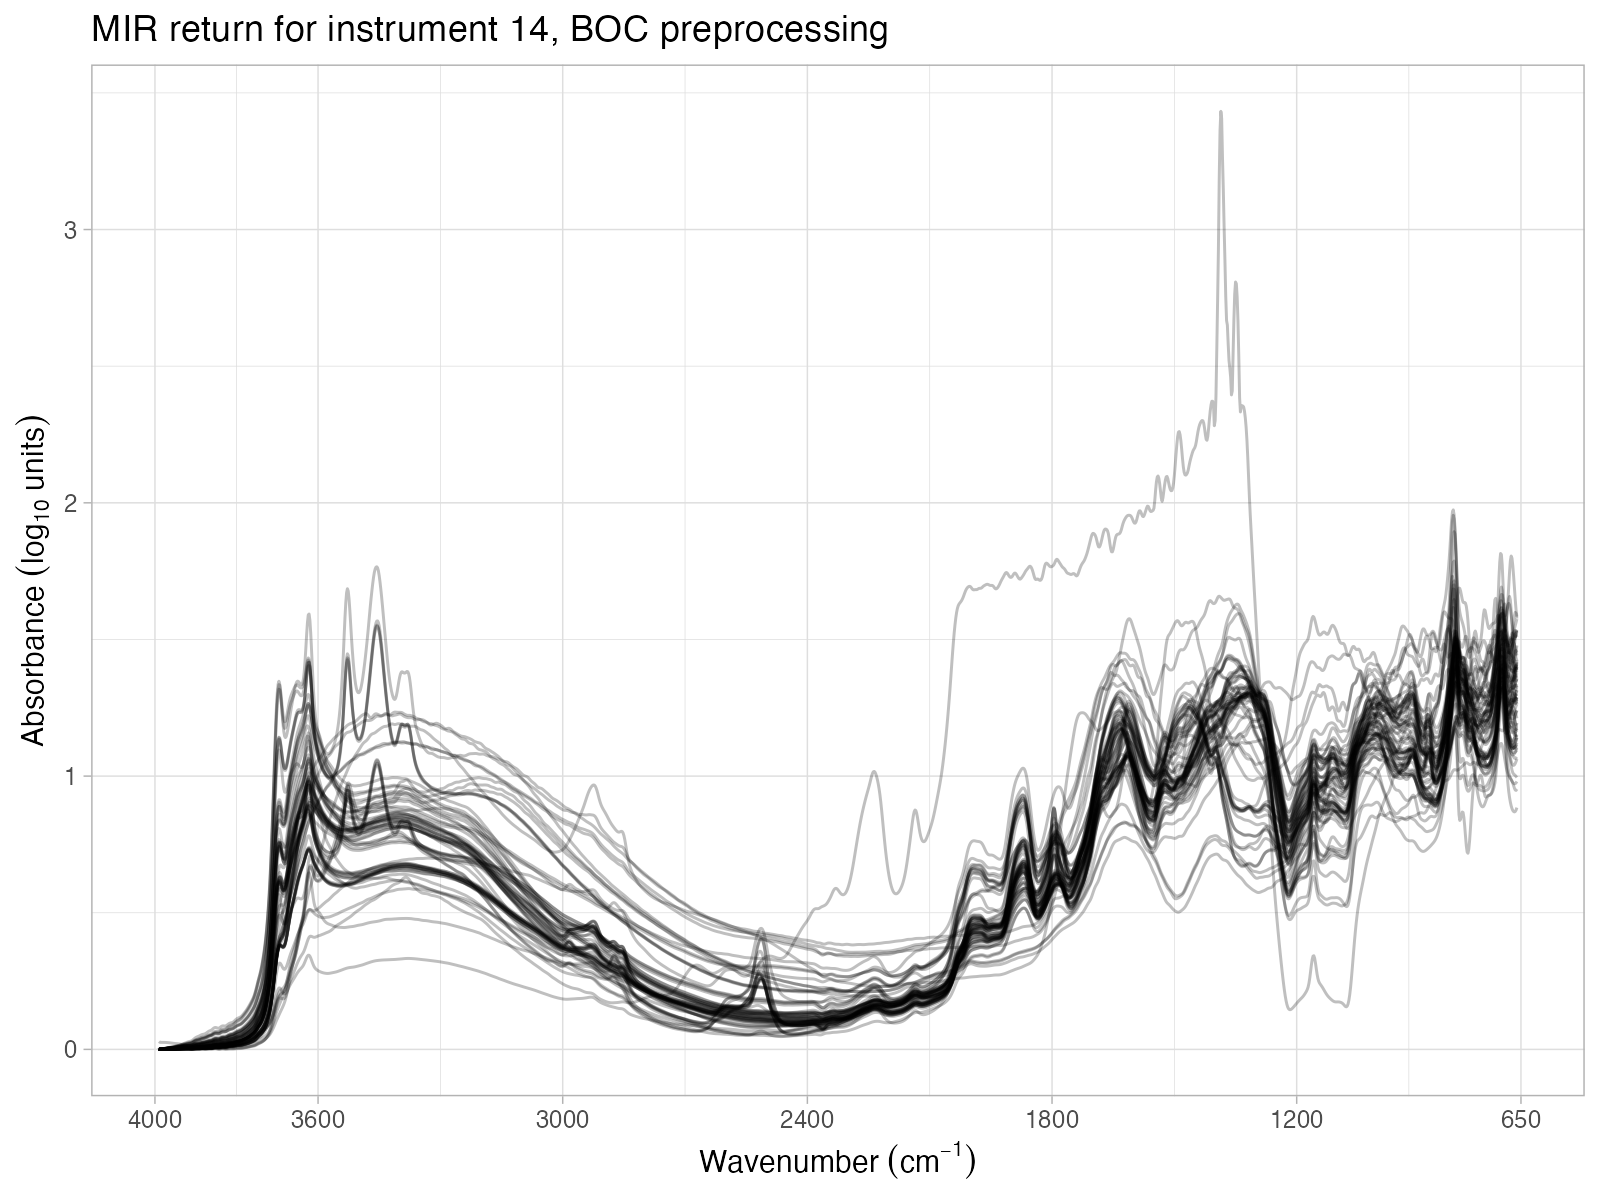 MIR return for instrument 14, BOC preprocessing
Absorbance (log₁₀ units)
3
2
1
0
4000 3600 3000 2400 1800 1200 650
Wavenumber (cm⁻¹)